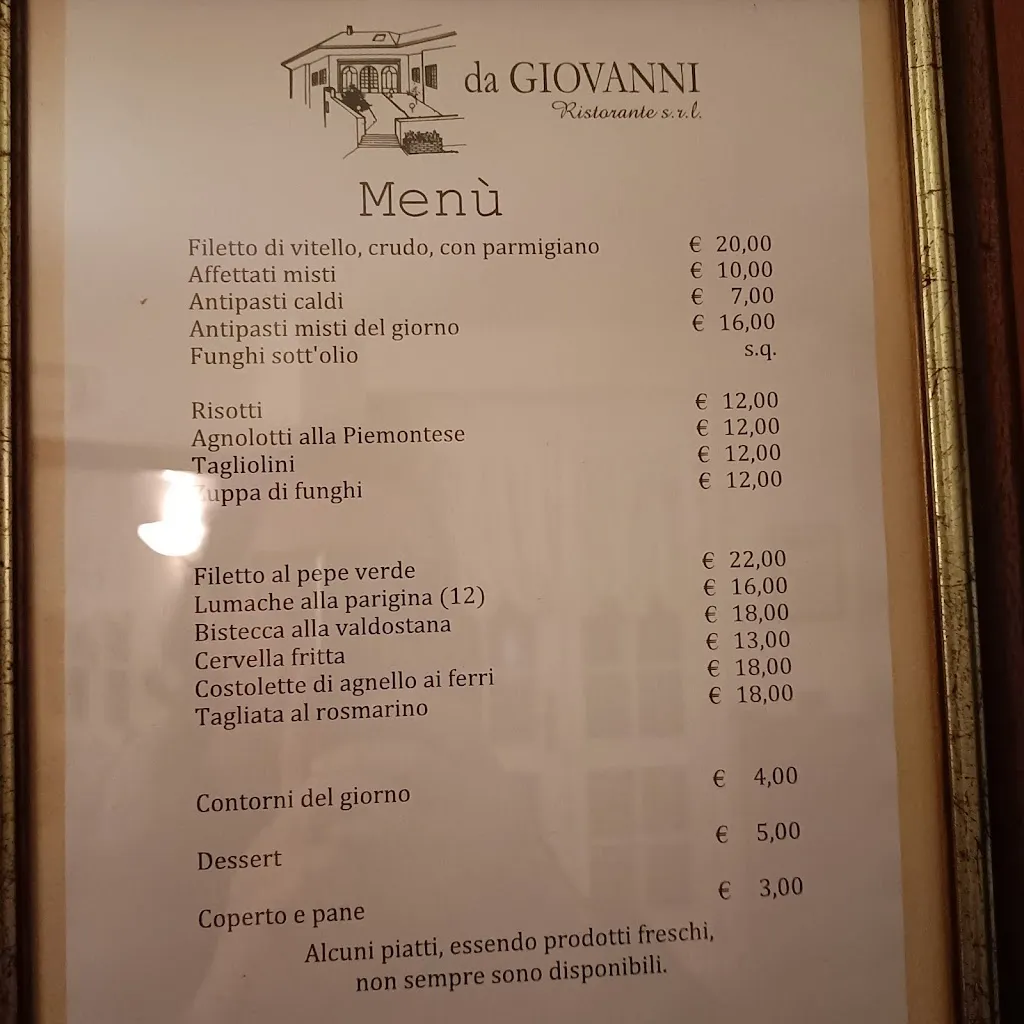 da GIOVANNI
Ristorante s.r.l.
Menù
Filetto di vitello, crudo, con parmigiano € 20,00
Affettati misti € 10,00
Antipasti caldi € 7,00
Antipasti misti del giorno € 16,00
Funghi sott'olio s.q.
Risotti € 12,00
Agnolotti alla Piemontese € 12,00
Tagliolini € 12,00
Zuppa di funghi € 12,00
Filetto al pepe verde € 22,00
Lumache alla parigina (12) € 16,00
Bistecca alla valdostana € 18,00
Cervella fritta € 13,00
Costolette di agnello ai ferri € 18,00
Tagliata al rosmarino € 18,00
Contorni del giorno € 4,00
Dessert € 5,00
Coperto e pane € 3,00
Alcuni piatti, essendo prodotti freschi,
non sempre sono disponibili.